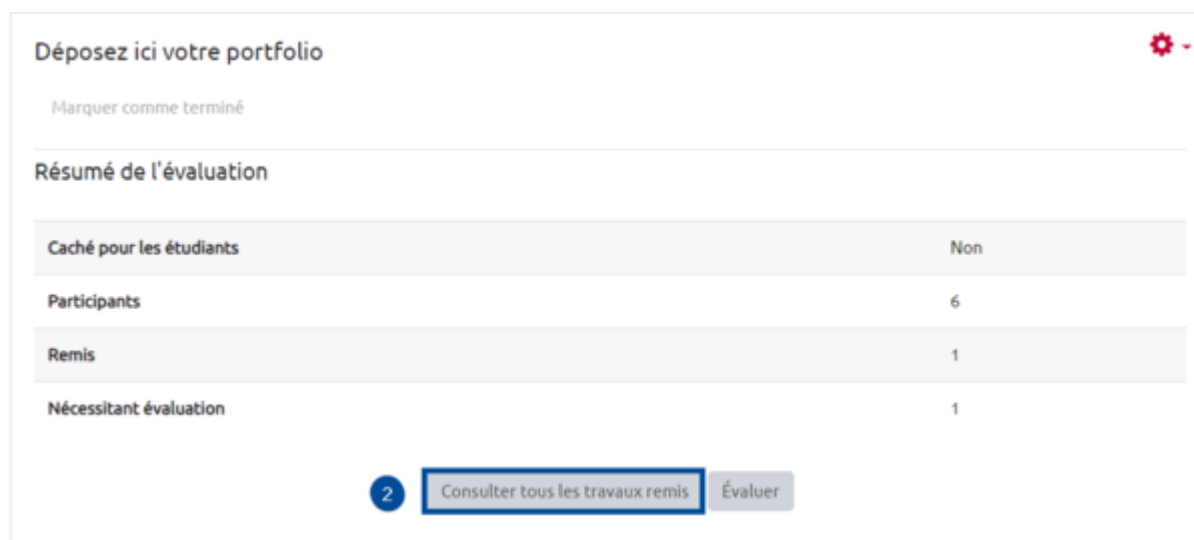 Déposez ici votre portfolio
Marquer comme terminé
Résumé de l'évaluation
Caché pour les étudiants Non
Participants 6
Remis 1
Nécessitant évaluation 1
2 Consulter tous les travaux remis Évaluer